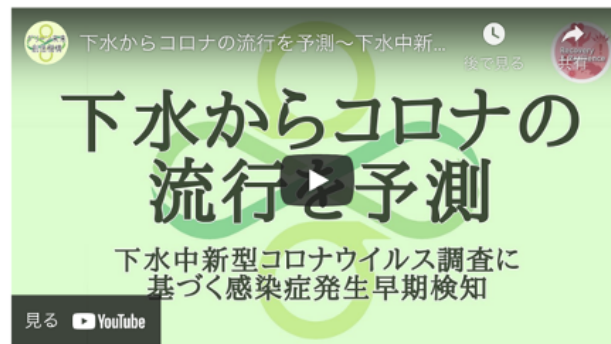 下水からコロナの流行を予測～下水中新...
後で見る
共有
下水からコロナの
流行を予測
下水中新型コロナウイルス調査に
基づく感染症発生早期検知
見る YouTube